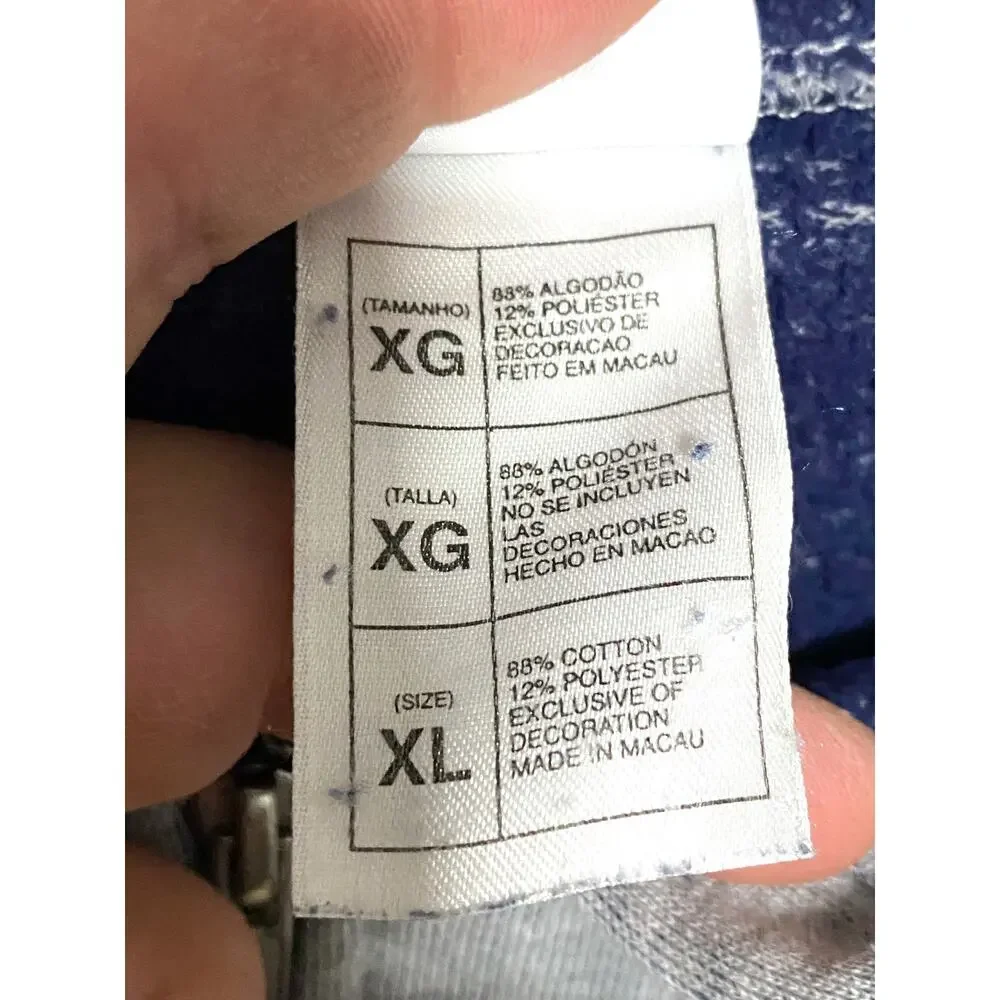 (TAMANHO)
XG
88% ALGODÃO
12% POLIÉSTER
EXCLUSIVO DE
DECORACAO
FEITO EM MACAU
(TALLA)
XG
88% ALGODÓN
12% POLIÉSTER
NO SE INCLUYEN
LAS
DECORACIONES
HECHO EN MACAO
(SIZE)
XL
88% COTTON
12% POLYESTER
EXCLUSIVE OF
DECORATION
MADE IN MACAU